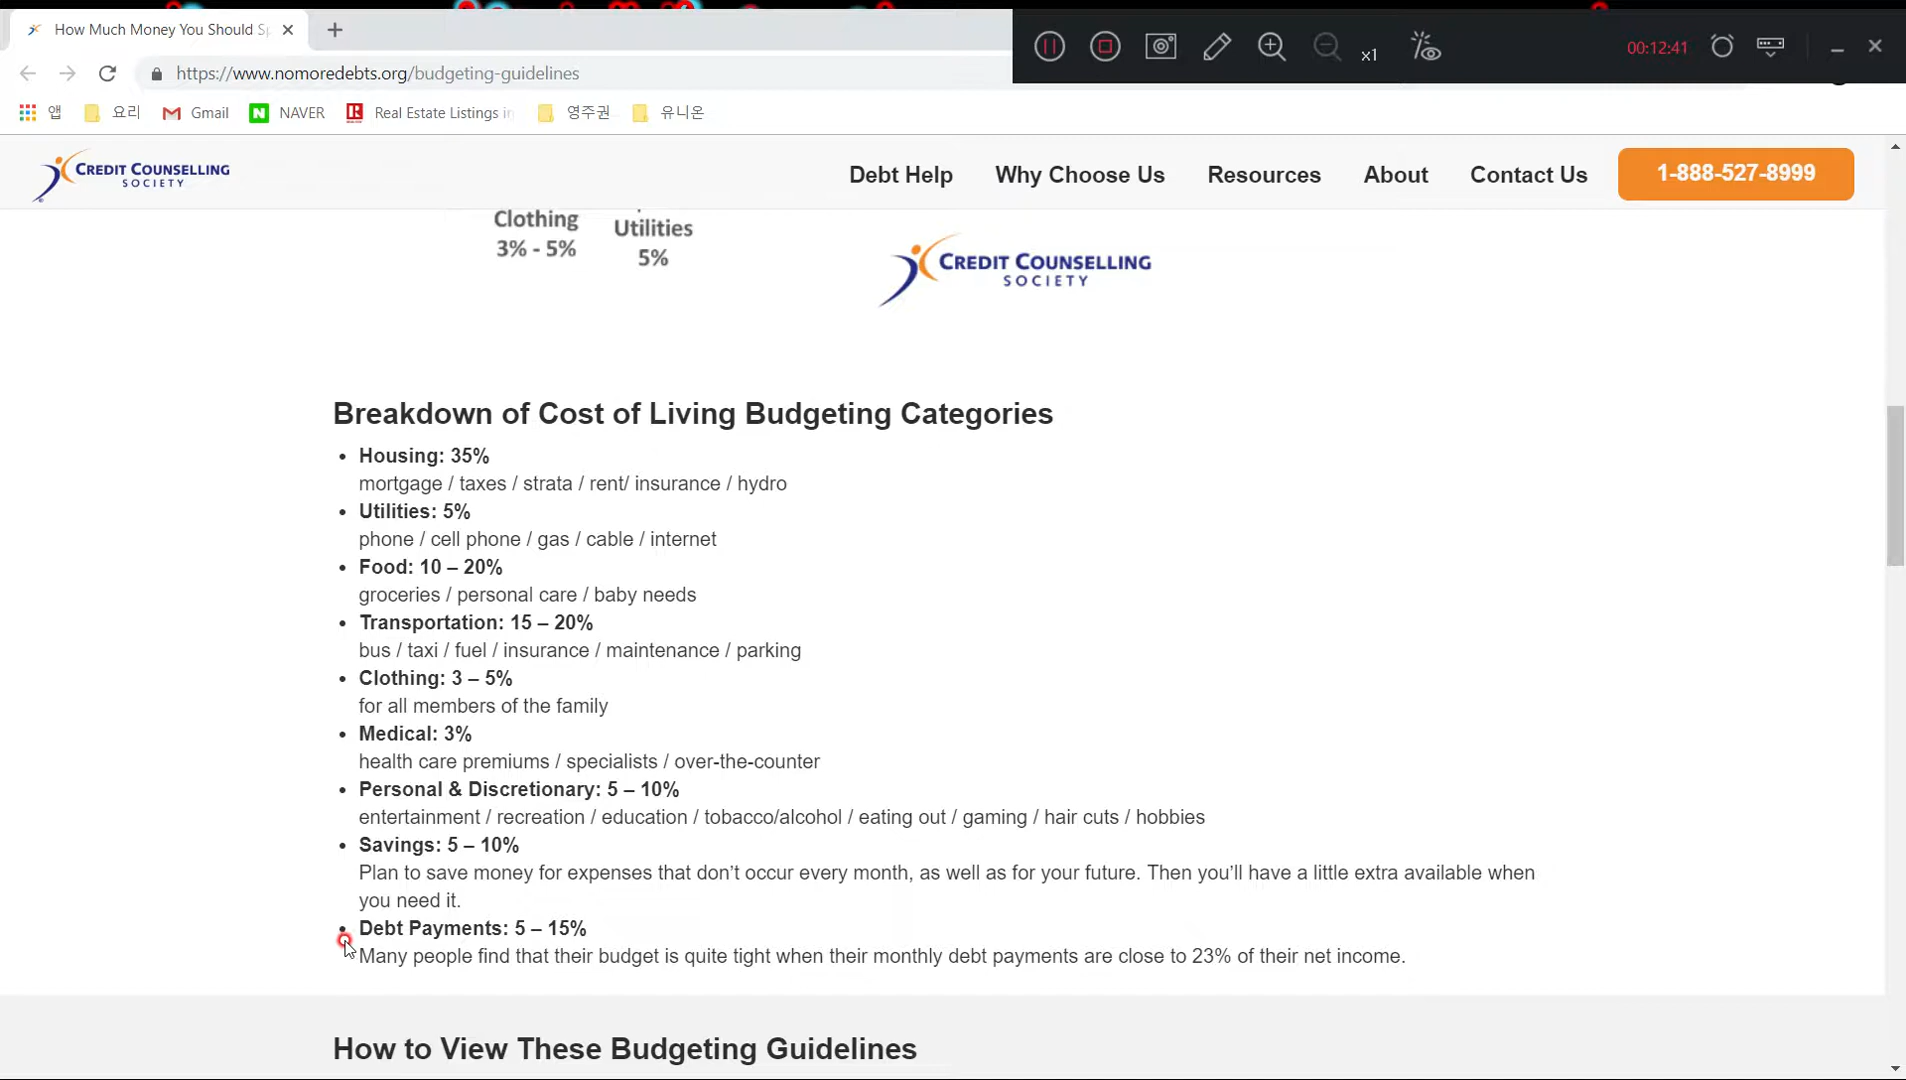 How Much Money You Should Sp
x1
00:12:41
https://www.nomoredebts.org/budgeting-guidelines
앱 요리 Gmail NAVER Real Estate Listings in 영주권 유니온
CREDIT COUNSELLING
SOCIETY
Debt Help Why Choose Us Resources About Contact Us 1-888-527-8999
Clothing
3% - 5%
Utilities
5%
CREDIT COUNSELLING
SOCIETY
Breakdown of Cost of Living Budgeting Categories
• Housing: 35%
mortgage / taxes / strata / rent/ insurance / hydro
• Utilities: 5%
phone / cell phone / gas / cable / internet
• Food: 10 – 20%
groceries / personal care / baby needs
• Transportation: 15 – 20%
bus / taxi / fuel / insurance / maintenance / parking
• Clothing: 3 – 5%
for all members of the family
• Medical: 3%
health care premiums / specialists / over-the-counter
• Personal & Discretionary: 5 – 10%
entertainment / recreation / education / tobacco/alcohol / eating out / gaming / hair cuts / hobbies
• Savings: 5 – 10%
Plan to save money for expenses that don’t occur every month, as well as for your future. Then you’ll have a little extra available when
you need it.
• Debt Payments: 5 – 15%
Many people find that their budget is quite tight when their monthly debt payments are close to 23% of their net income.
How to View These Budgeting Guidelines